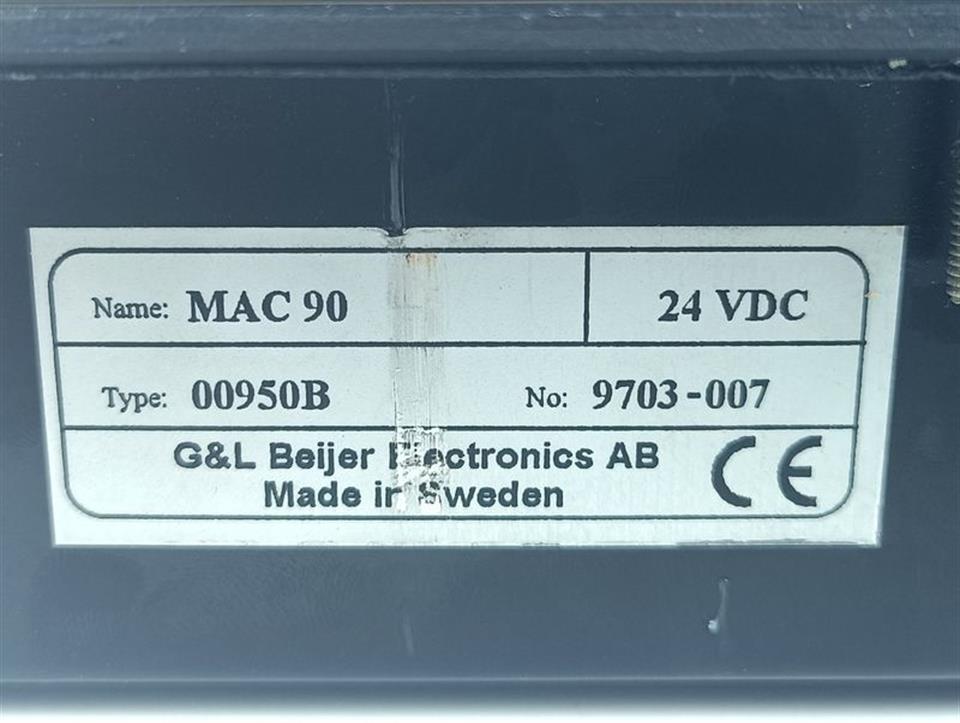 Name: MAC 90 24 VDC
Type: 00950B No: 9703-007
G&L Beijer Electronics AB
Made in Sweden
CE